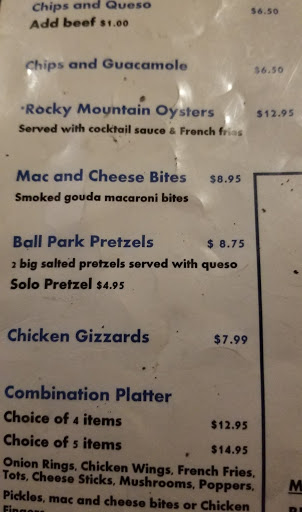 Chips and Queso $6.50
Add beef $1.00
Chips and Guacamole $6.50
*Rocky Mountain Oysters $12.95
Served with cocktail sauce & French fries
Mac and Cheese Bites $8.95
Smoked gouda macaroni bites
Ball Park Pretzels $ 8.75
2 big salted pretzels served with queso
Solo Pretzel $4.95
Chicken Gizzards $7.99
Combination Platter
Choice of 4 items $12.95
Choice of 5 items $14.95
Onion Rings, Chicken Wings, French Fries,
Tots, Cheese Sticks, Mushrooms, Poppers,
Pickles, mac and cheese bites or Chicken